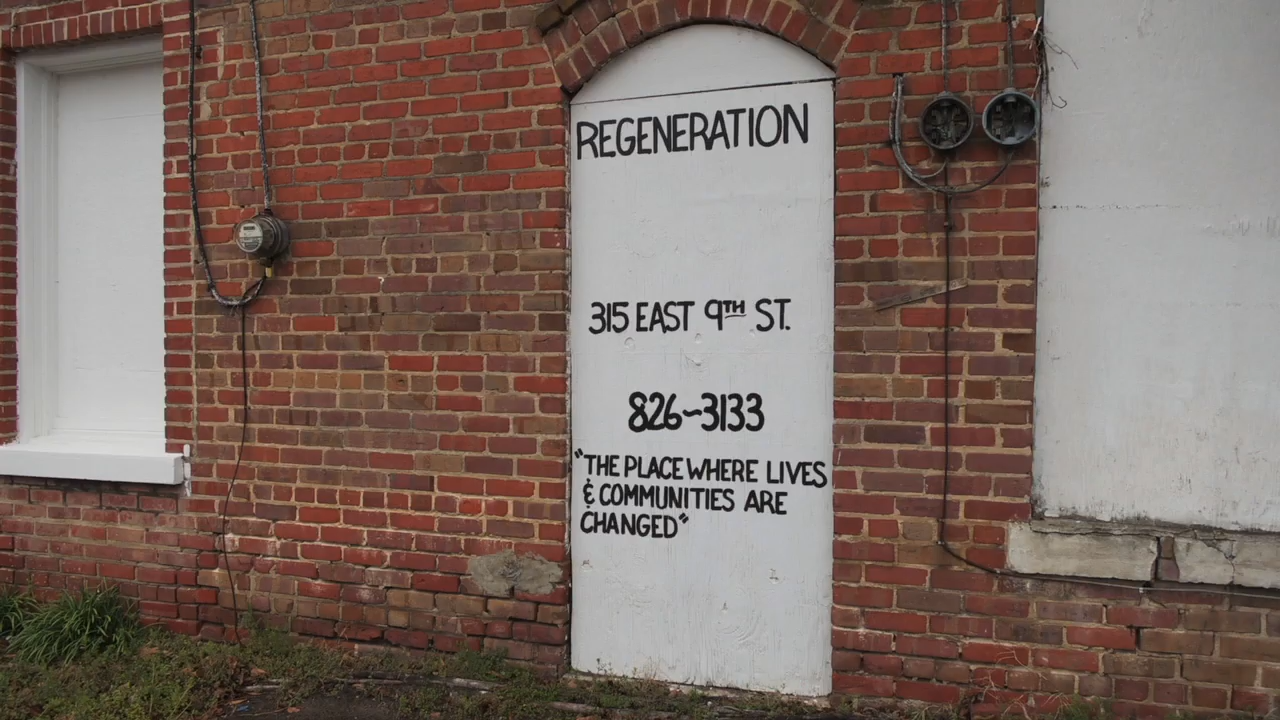 REGENERATION
315 EAST 9TH ST.
826-3133
"THE PLACE WHERE LIVES
& COMMUNITIES ARE
CHANGED"